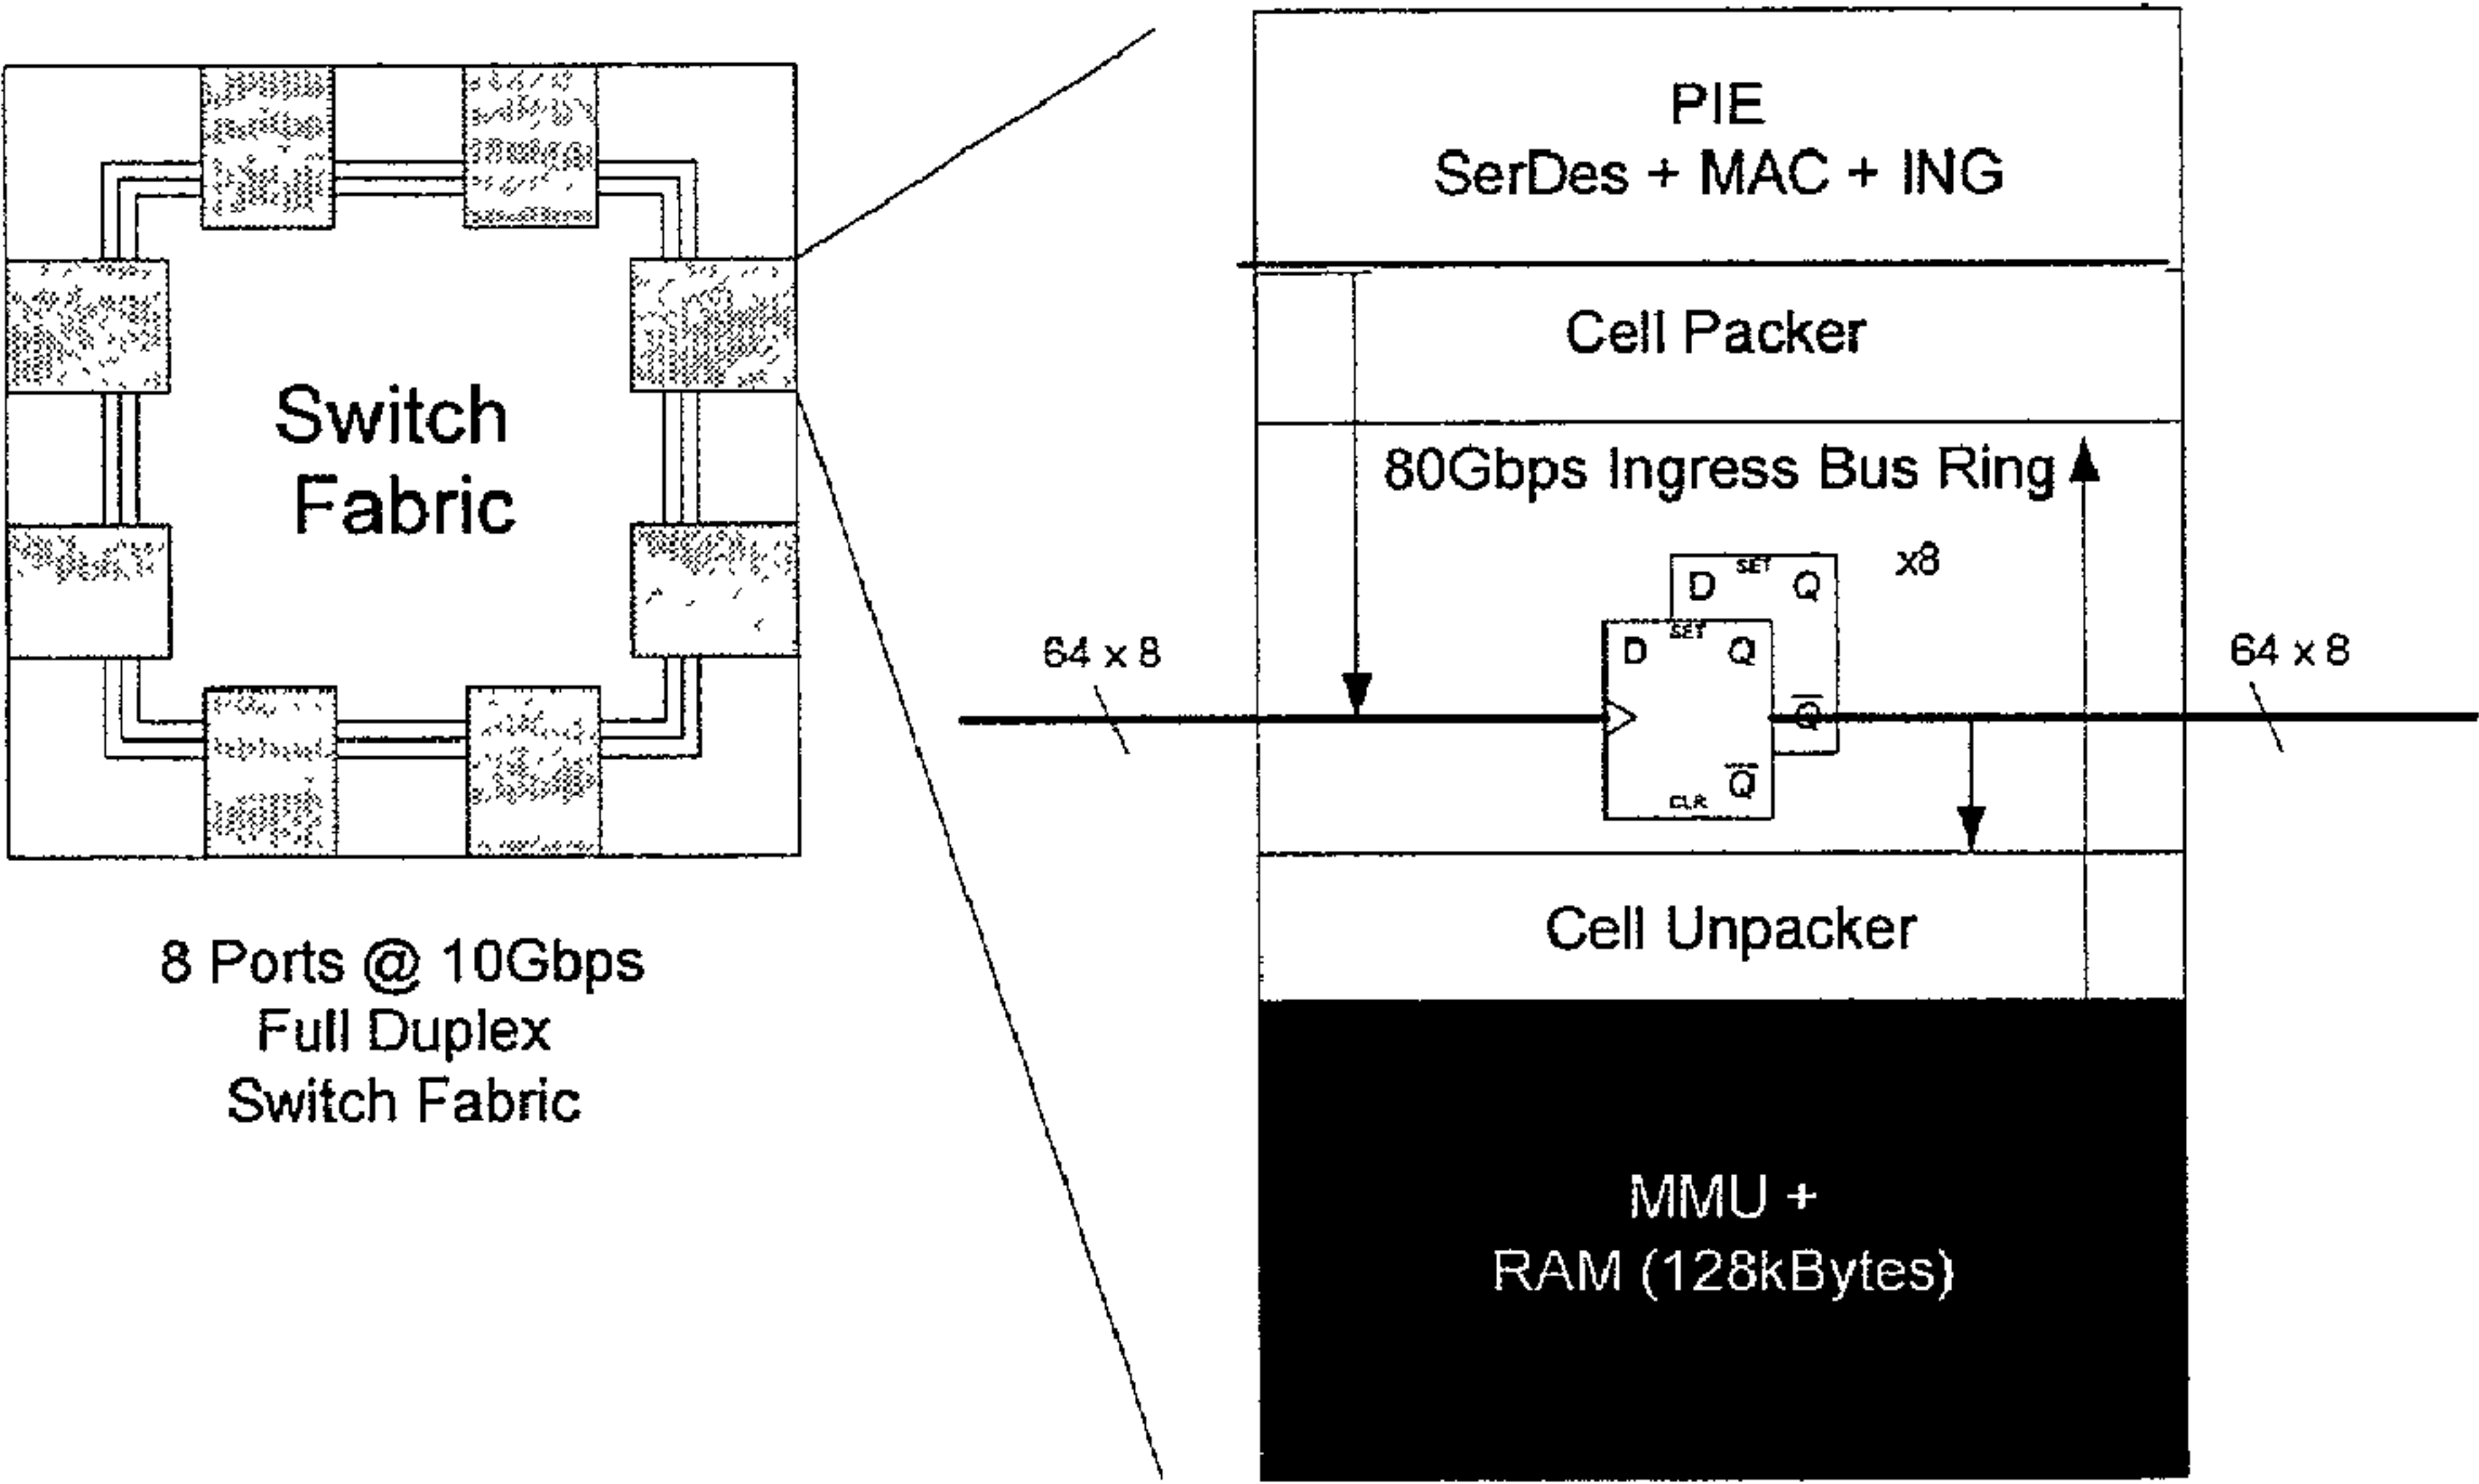 Switch
Fabric
8 Ports @ 10Gbps
Full Duplex
Switch Fabric
PIE
SerDes + MAC + ING
Cell Packer
80Gbps Ingress Bus Ring
x8
D SET Q
Q
64 x 8
D SET Q
Q
CLR
64 x 8
Cell Unpacker
MMU +
RAM (128kBytes)